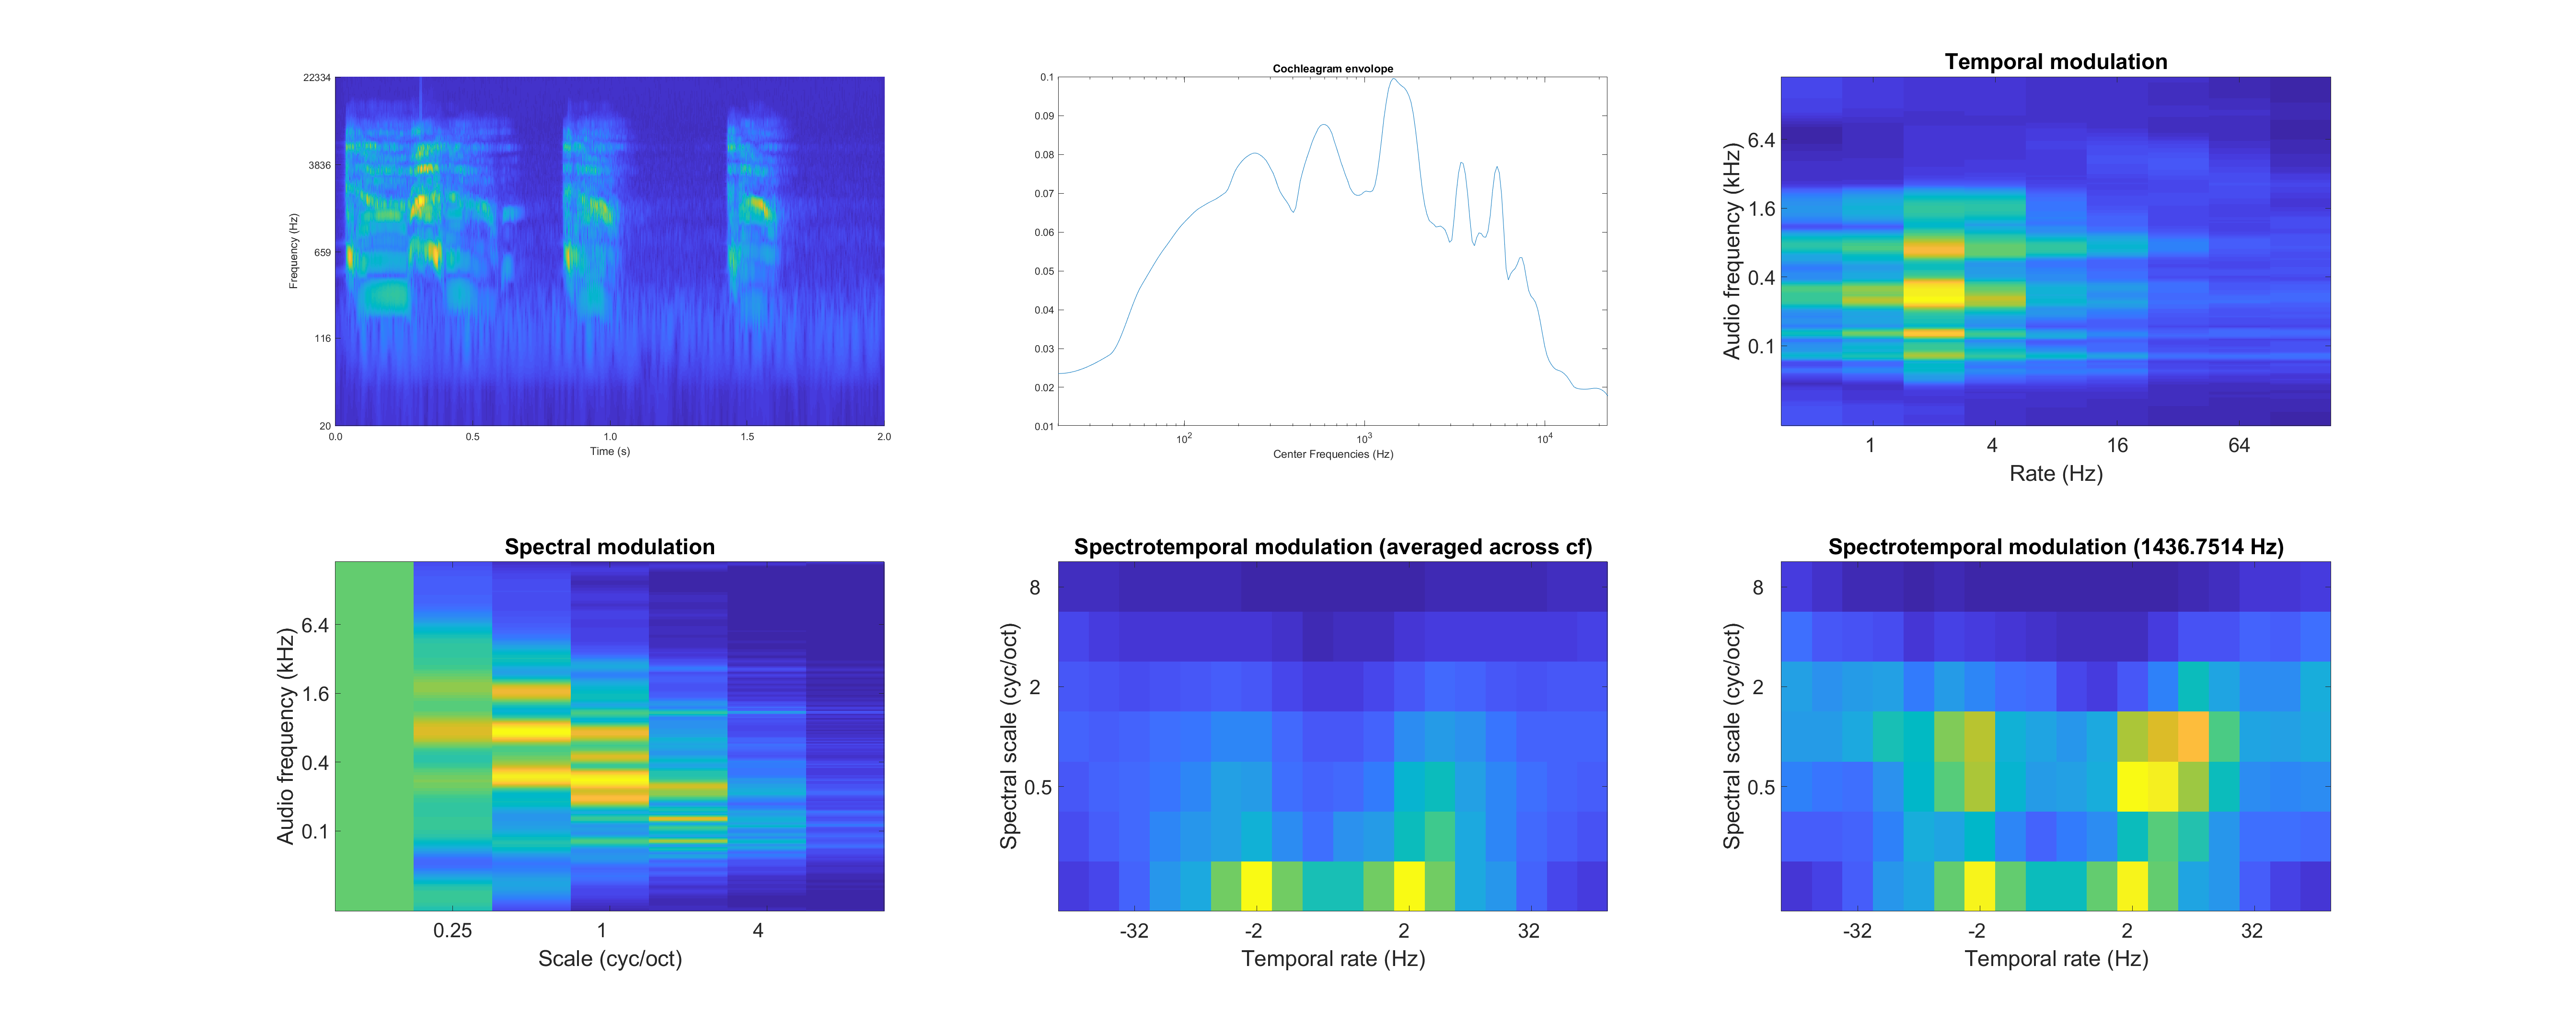 22334
3836
659
116
20
Frequency (Hz)
0.0 0.5 1.0 1.5 2.0
Time (s)
Cochleagram envolope
0.1
0.09
0.08
0.07
0.06
0.05
0.04
0.03
0.02
0.01
10^2 10^3 10^4
Center Frequencies (Hz)
Temporal modulation
6.4
1.6
0.4
0.1
Audio frequency (kHz)
1 4 16 64
Rate (Hz)
Spectral modulation
6.4
1.6
0.4
0.1
Audio frequency (kHz)
0.25 1 4
Scale (cyc/oct)
Spectrotemporal modulation (averaged across cf)
8
2
0.5
Spectral scale (cyc/oct)
-32 -2 2 32
Temporal rate (Hz)
Spectrotemporal modulation (1436.7514 Hz)
8
2
0.5
Spectral scale (cyc/oct)
-32 -2 2 32
Temporal rate (Hz)